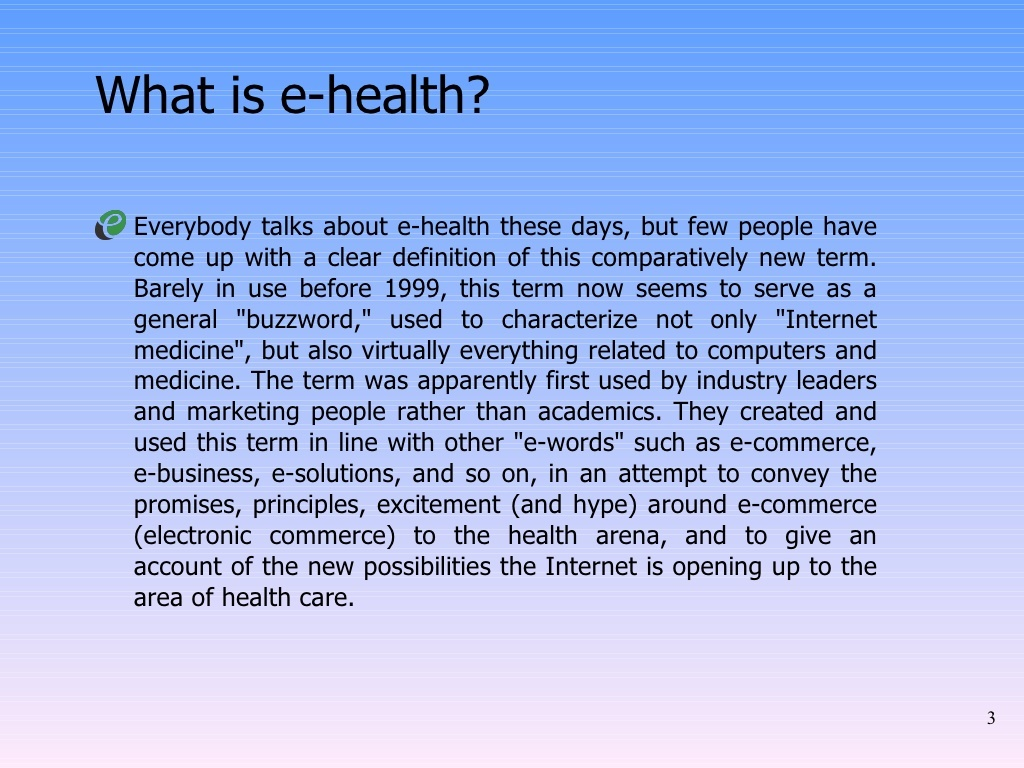 What is e-health?
Everybody talks about e-health these days, but few people have
come up with a clear definition of this comparatively new term.
Barely in use before 1999, this term now seems to serve as a
general "buzzword," used to characterize not only "Internet
medicine", but also virtually everything related to computers and
medicine. The term was apparently first used by industry leaders
and marketing people rather than academics. They created and
used this term in line with other "e-words" such as e-commerce,
e-business, e-solutions, and so on, in an attempt to convey the
promises, principles, excitement (and hype) around e-commerce
(electronic commerce) to the health arena, and to give an
account of the new possibilities the Internet is opening up to the
area of health care.
3